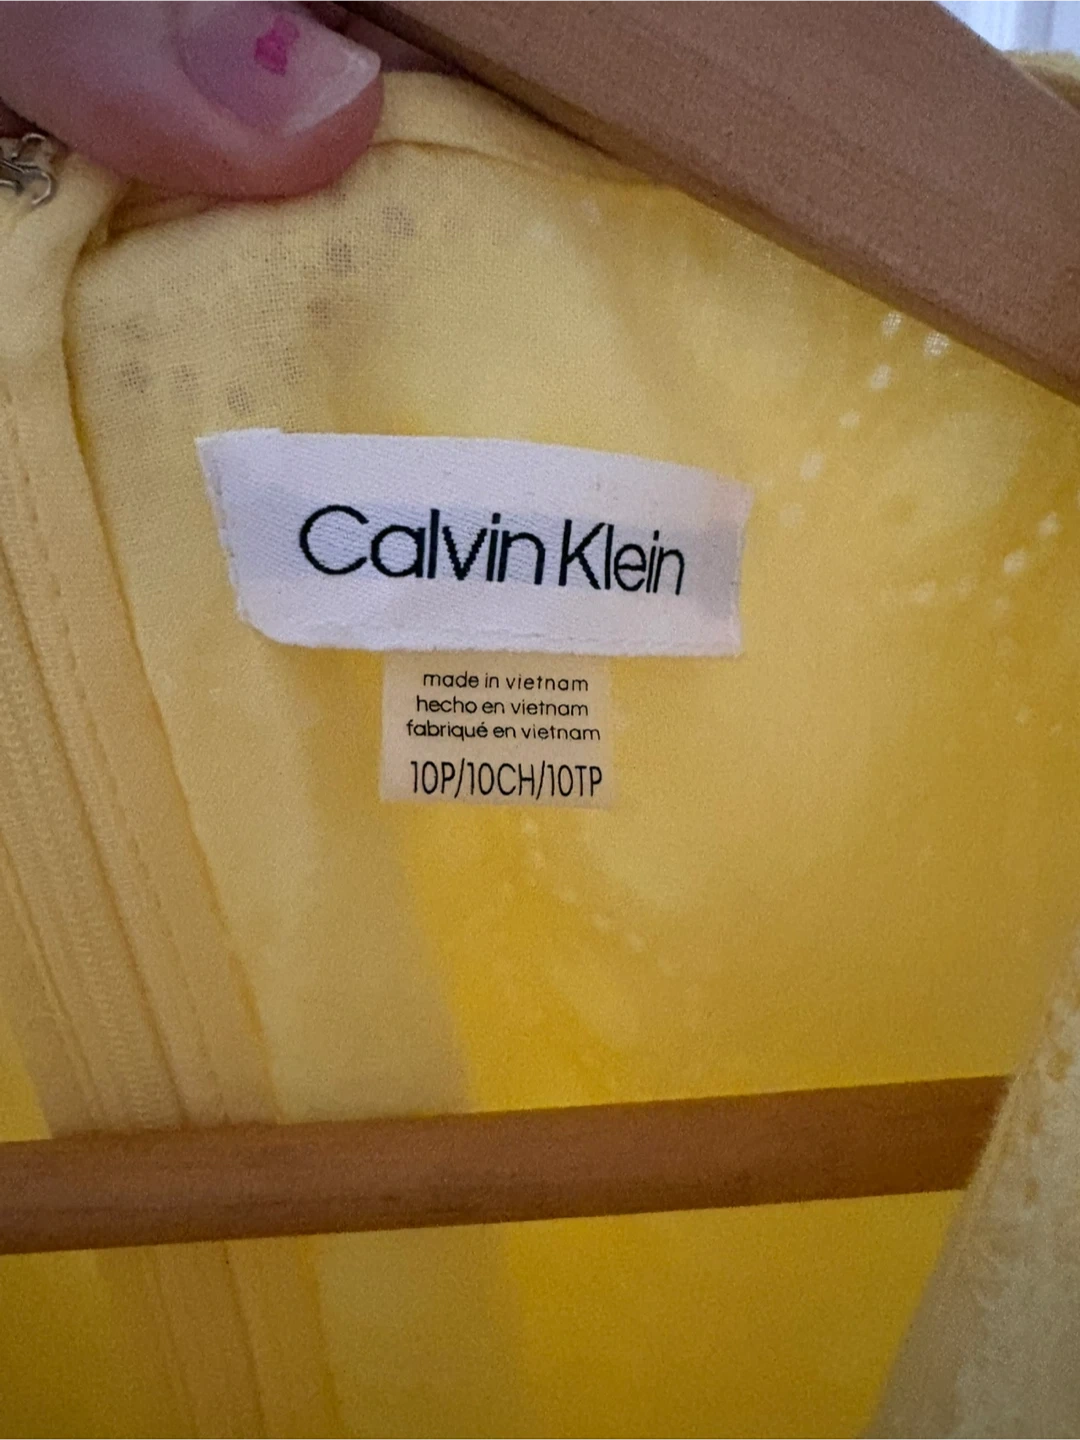 Calvin Klein
made in vietnam
hecho en vietnam
fabriqué en vietnam
10P/10CH/10TP